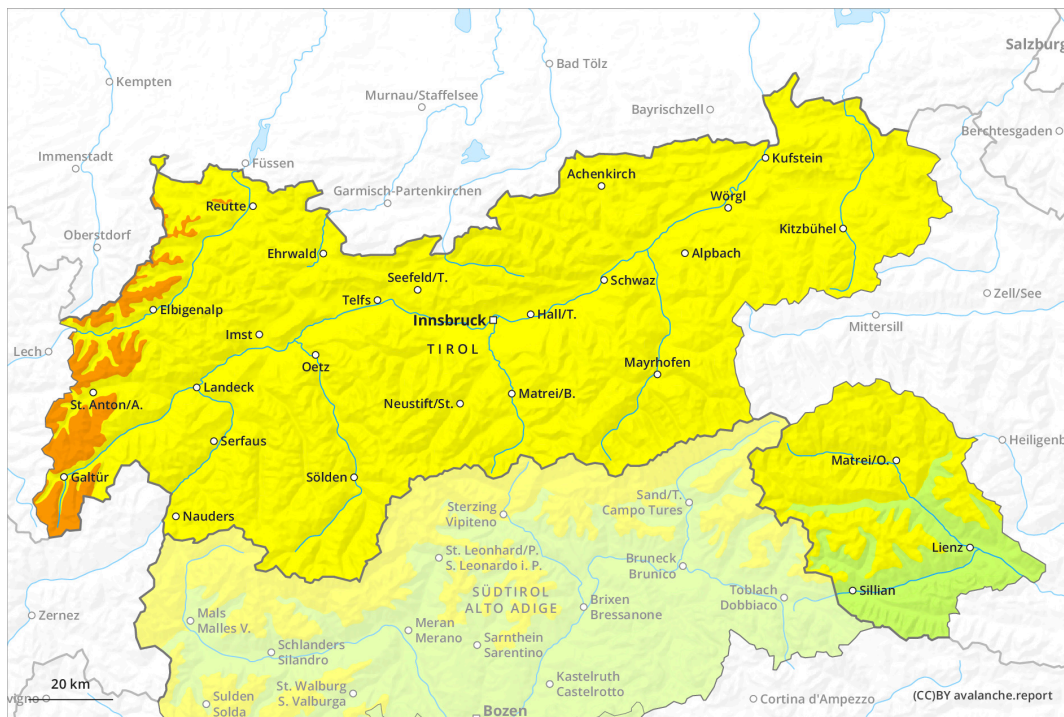 Salzburg
Kempten
Bad Tölz
Murnau/Staffelsee
Bayrischzell
Berchtesgaden
Immenstadt
Füssen
Kufstein
Achenkirch
Garmisch-Partenkirchen
Wörgl
Reutte
Oberstdorf
Kitzbühel
Ehrwald
Alpbach
Seefeld/T.
Schwaz
Telfs
Zell/See
Elbigenalp
Innsbruck
Hall/T.
Mittersill
Imst
TIROL
Lech
Oetz
Mayrhofen
Landeck
Matrei/B.
St. Anton/A.
Neustift/St.
Serfaus
Heiligenb
Matrei/O.
Galtür
Sölden
Sand/T.
Campo Tures
Sterzing
Vipiteno
Nauders
Lienz
St. Leonhard/P.
S. Leonardo i. P.
Bruneck
Brunico
SÜDTIROL
ALTO ADIGE
Sillian
Toblach
Dobbiaco
Brixen
Bressanone
Zernez
Mals
Malles V.
Meran
Merano
Schlanders
Silandro
Sarnthein
Sarentino
Kastelruth
Castelrotto
20 km
St. Walburg
S. Valburga
vigno
Sulden
Solda
Cortina d'Ampezzo
(CC)BY avalanche.report
Bozen